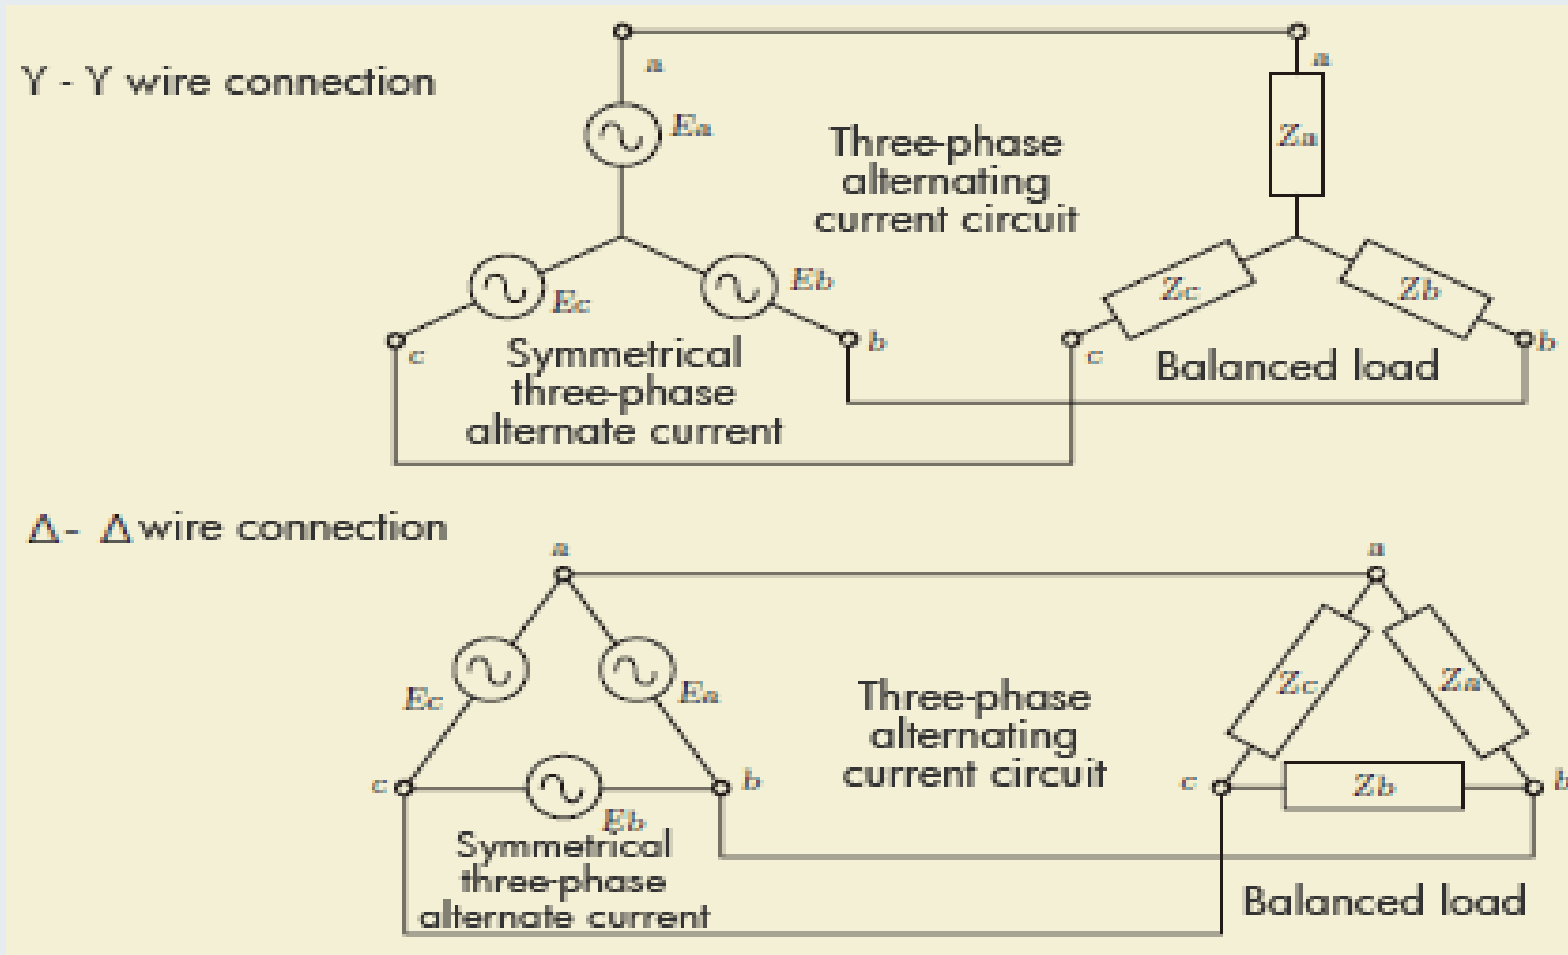 a
a
Y - Y wire connection
Ea
Three-phase
alternating
current circuit
Za
Ec
Eb
Zc
Zb
c
b
c
b
Symmetrical
three-phase
alternate current
Balanced load
Δ - Δ wire connection
a
a
Ec
Ea
Three-phase
alternating
current circuit
Zc
Za
c
b
c
b
Eb
Zb
Symmetrical
three-phase
alternate current
Balanced load